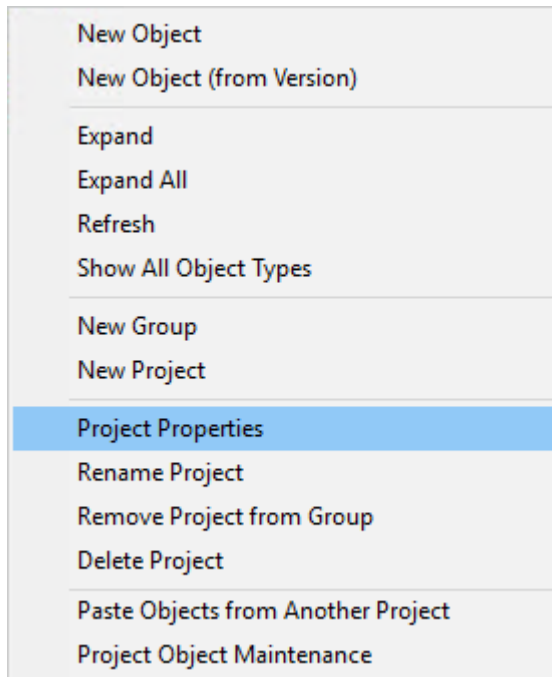 New Object
New Object (from Version)
Expand
Expand All
Refresh
Show All Object Types
New Group
New Project
Project Properties
Rename Project
Remove Project from Group
Delete Project
Paste Objects from Another Project
Project Object Maintenance